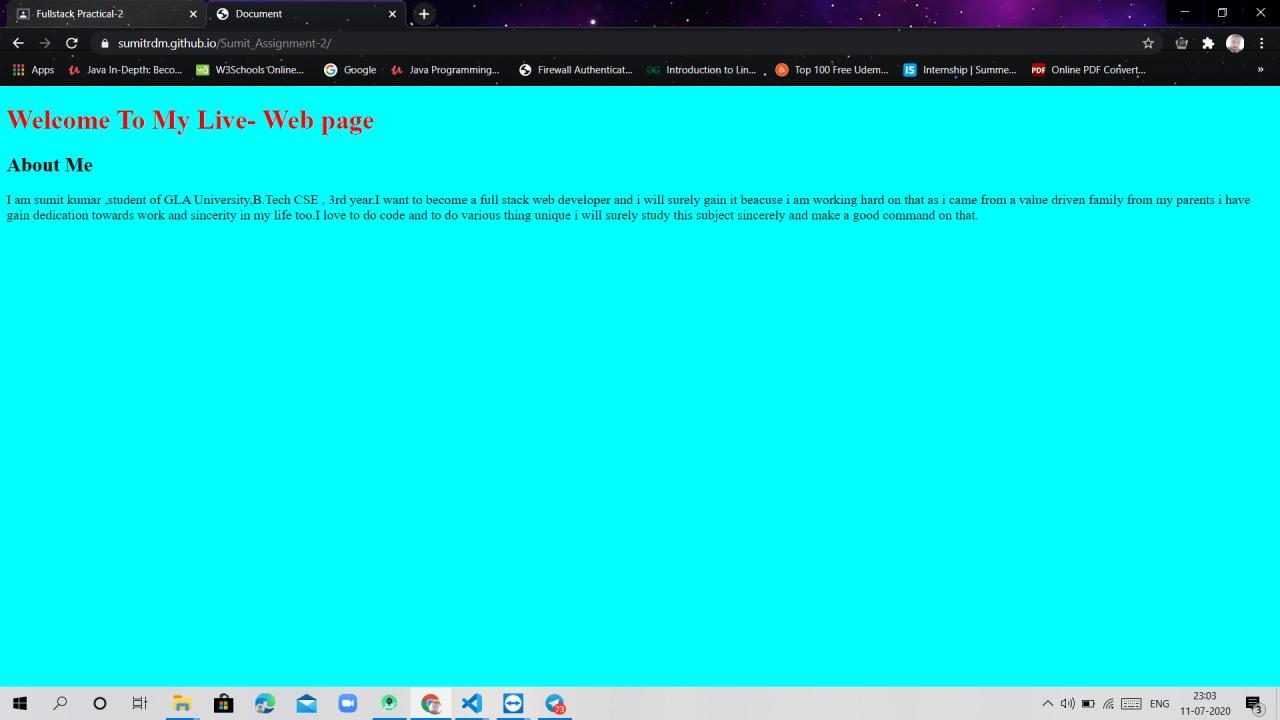 Fullstack Practical-2
Document
sumitrdm.github.io/Sumit_Assignment-2/
Apps
Java In-Depth: Beco...
W3Schools Online...
Google
Java Programming...
Firewall Authenticat...
Introduction to Lin...
Top 100 Free Udem...
Internship | Summe...
Online PDF Convert...
»
Welcome To My Live- Web page
About Me
I am sumit kumar ,student of GLA University,B.Tech CSE , 3rd year.I want to become a full stack web developer and i will surely gain it beacuse i am working hard on that as i came from a value driven family from my parents i have
gain dedication towards work and sincerity in my life too.I love to do code and to do various thing unique i will surely study this subject sincerely and make a good command on that.
73
ENG
23:03
11-07-2020
3